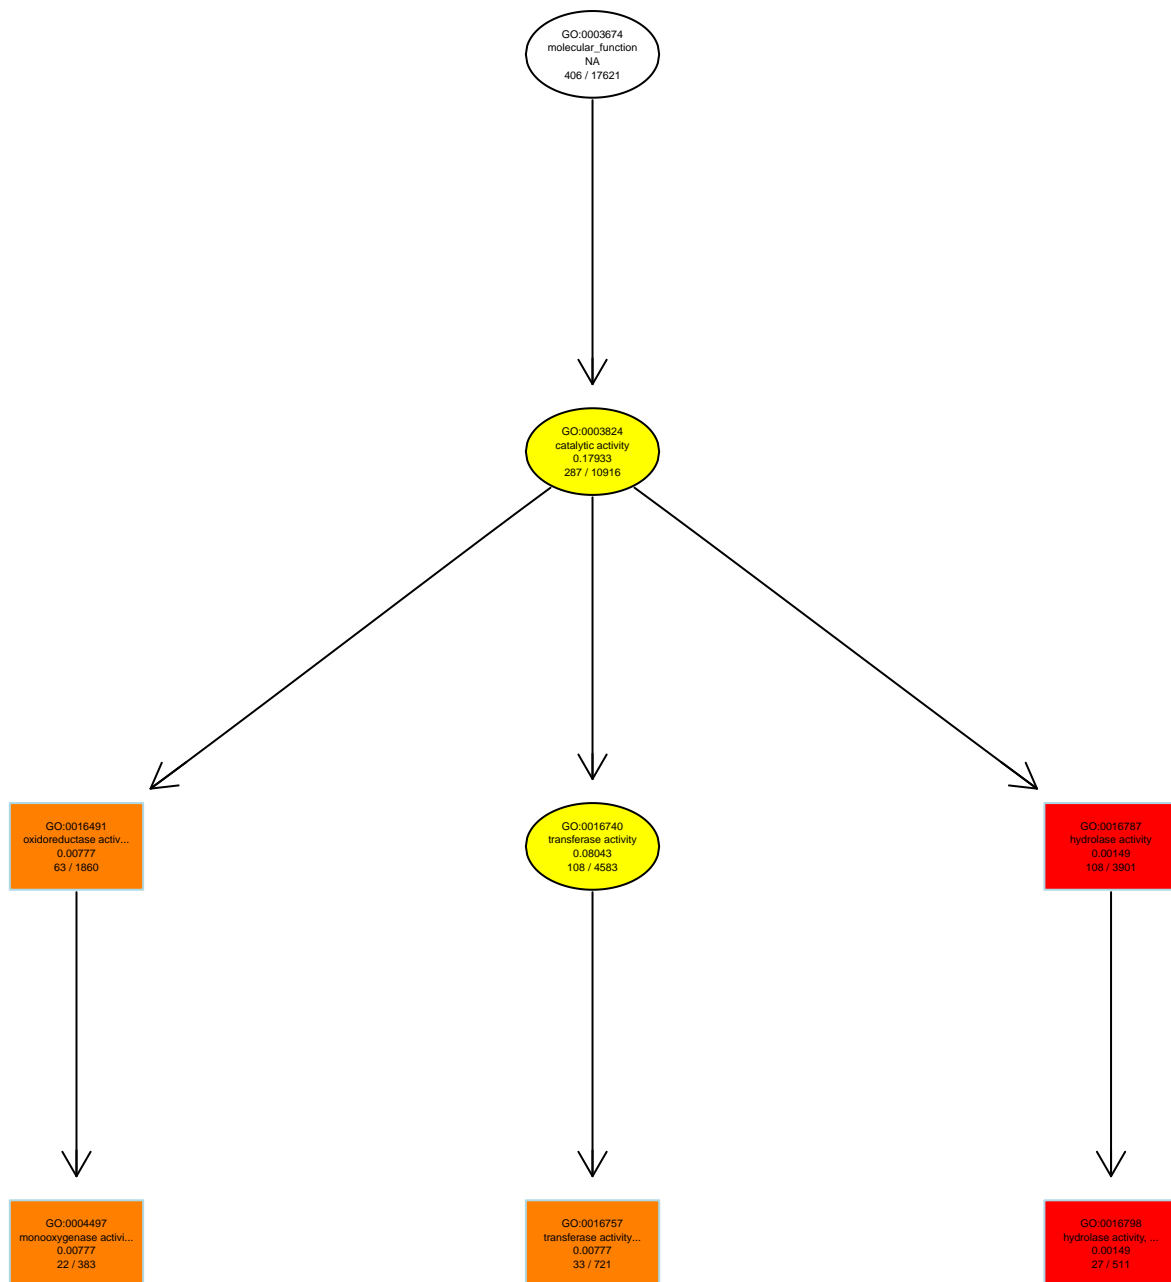 GO:0003674
molecular_function
NA
406 / 17621
GO:0003824
catalytic activity
0.17933
287 / 10916
GO:0016491
oxidoreductase activ...
0.00777
63 / 1860
GO:0016740
transferase activity
0.08043
108 / 4583
GO:0016787
hydrolase activity
0.00149
108 / 3901
GO:0004497
monooxygenase activi...
0.00777
22 / 383
GO:0016757
transferase activity...
0.00777
33 / 721
GO:0016798
hydrolase activity, ...
0.00149
27 / 511